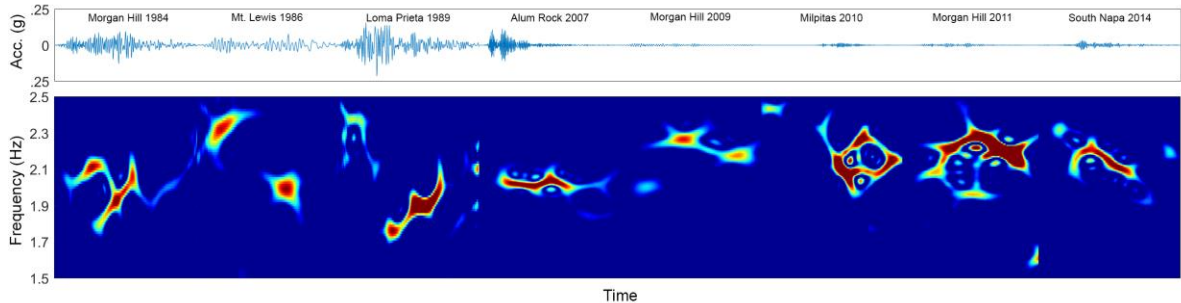 Morgan Hill 1984 Mt. Lewis 1986 Loma Prieta 1989 Alum Rock 2007 Morgan Hill 2009 Milpitas 2010 Morgan Hill 2011 South Napa 2014
Acc. (g)
.25
0
.25
Frequency (Hz)
2.5
2.3
2.1
1.9
1.7
1.5
Time